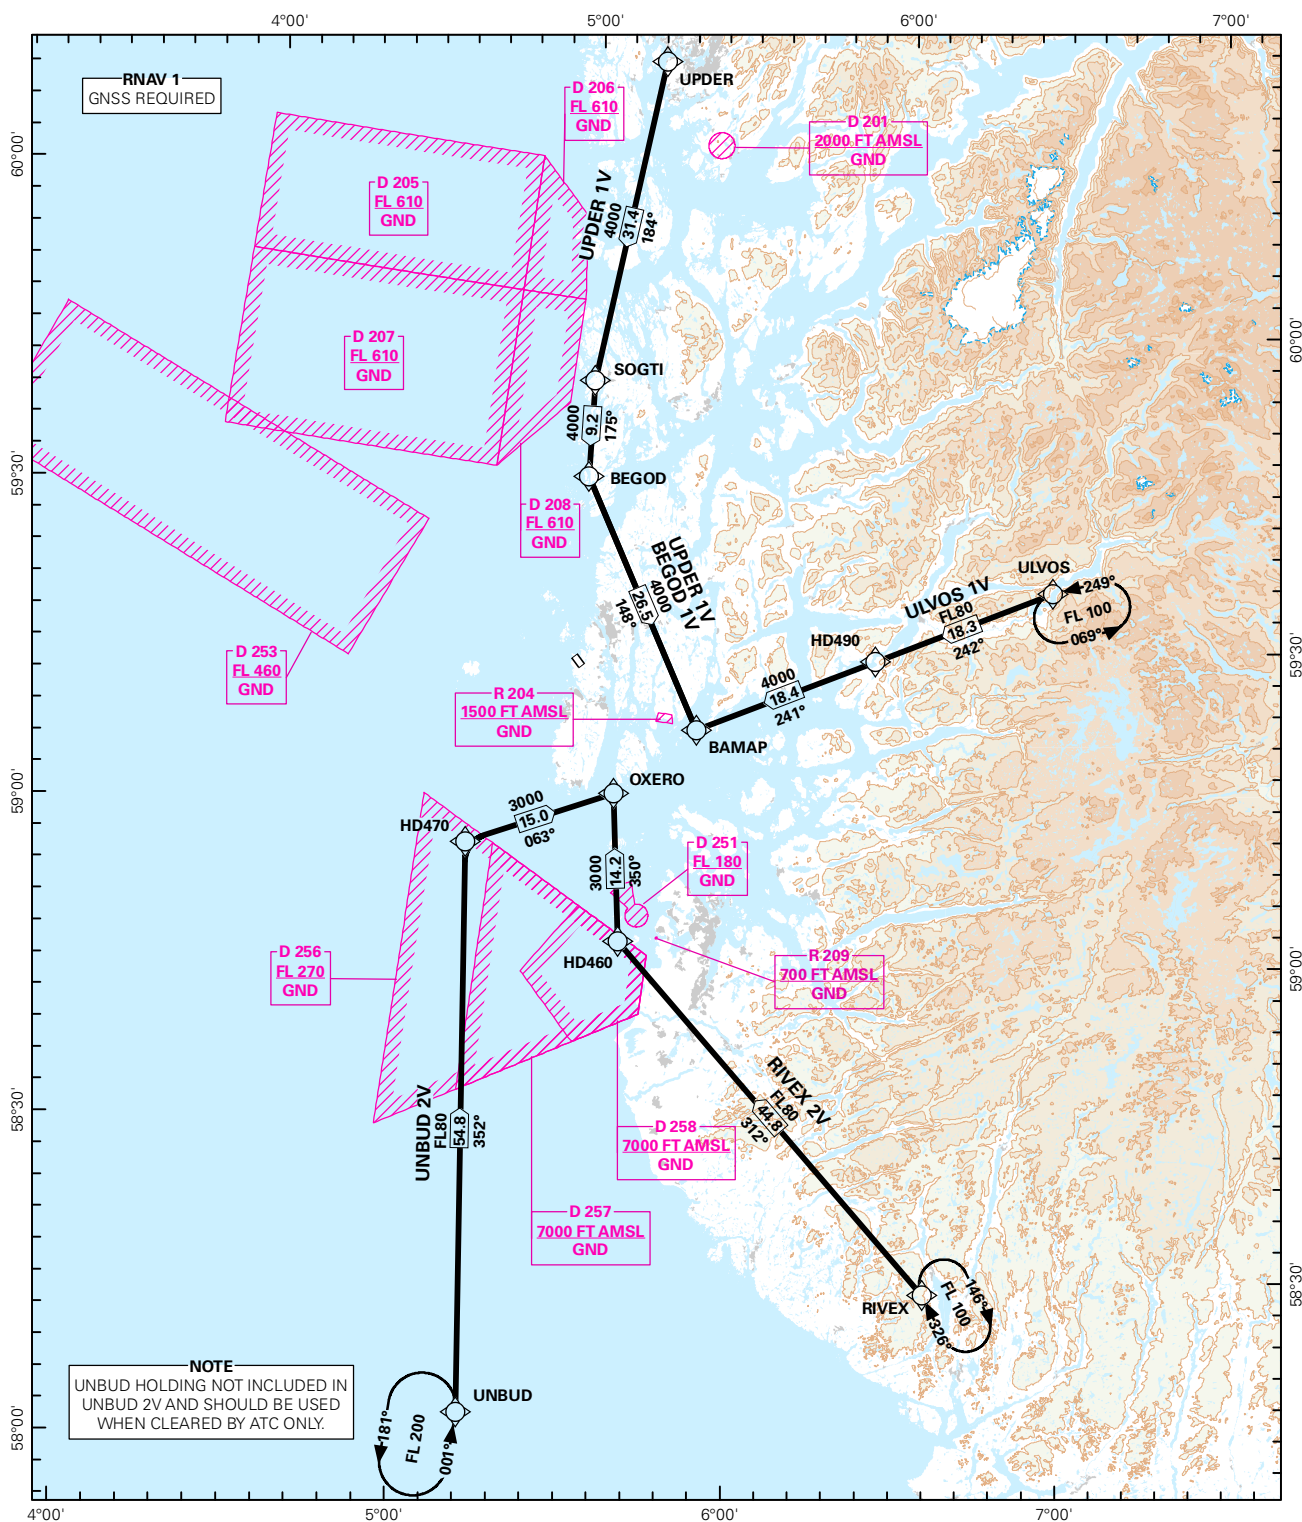 4°00'
5°00'
6°00'
7°00'
RNAV 1
GNSS REQUIRED
UPDER
D 206
FL 610
GND
D 201
2000 FT AMSL
GND
60°00'
D 205
FL 610
GND
UPDER 1V
4000
31.4
184°
D 207
FL 610
GND
60°00'
SOGTI
4000
9.2
175°
59°30'
BEGOD
D 208
FL 610
GND
UPDER 1V
BEGOD 1V
4000
26.5
148°
ULVOS
249°
FL 100
069°
ULVOS 1V
FL80
18.3
242°
HD490
59°30'
D 253
FL 460
GND
4000
18.4
241°
R 204
1500 FT AMSL
GND
BAMAP
OXERO
59°00'
3000
15.0
063°
HD470
D 251
FL 180
GND
3000
14.2
350°
D 256
FL 270
GND
HD460
R 209
700 FT AMSL
GND
59°00'
RIVEX 2V
FL80
44.8
312°
58°30'
UNBUD 2V
FL80
54.8
352°
D 258
7000 FT AMSL
GND
D 257
7000 FT AMSL
GND
58°30'
RIVEX
146°
FL 100
326°
NOTE
UNBUD HOLDING NOT INCLUDED IN
UNBUD 2V AND SHOULD BE USED
WHEN CLEARED BY ATC ONLY.
UNBUD
181°
FL 200
001°
58°00'
4°00'
5°00'
6°00'
7°00'